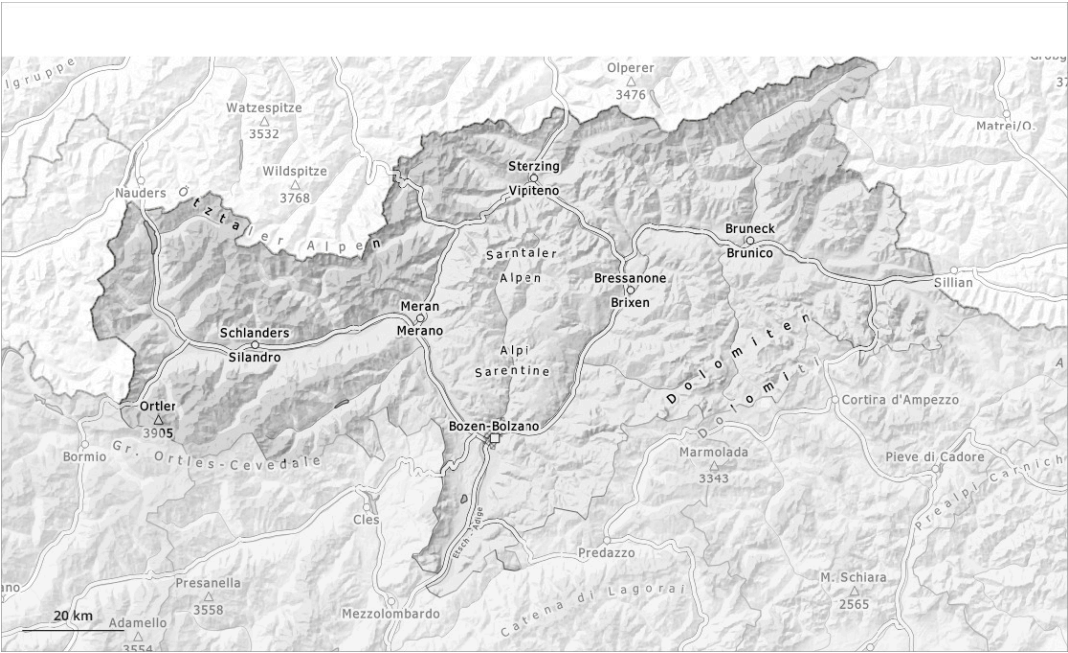 lgruppe
Olperer
3476
Watzespitze
3532
Matrei/O.
Sterzing
Vipiteno
Wildspitze
3768
Nauders
Ötztaler Alpen
Bruneck
Brunico
Sarntaler
Alpen
Bressanone
Brixen
Sillian
Meran
Merano
Schlanders
Silandro
Alpi
Sarentine
Dolomiten
Dolomiti
Ortler
3905
Cortina d'Ampezzo
Bozen-Bolzano
Bormio
Gr. Ortles-Cevedale
Marmolada
3343
Pieve di Cadore
Prealpi Carnich
Cles
Etsch - Adige
Predazzo
Presanella
3558
M. Schiara
2565
Catena di Lagorai
Mezzolombardo
20 km
Adamello
3554